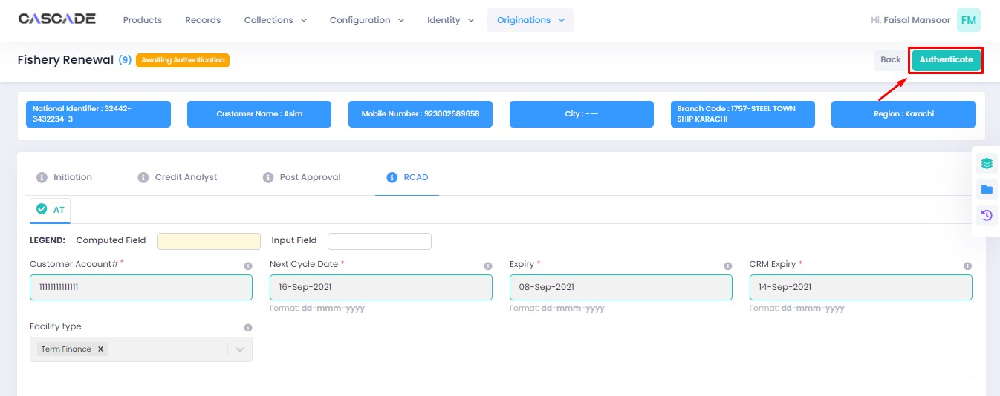 CASCADE Products Records Collections Configuration Identity Originations Hi, Faisal Mansoor FM
Fishery Renewal (9) Awaiting Authentication Back Authenticate
National Identifier : 32442-
3432234-3
Customer Name : Asim
Mobile Number : 923002589658
City : ---
Branch Code : 1757-STEEL TOWN
SHIP KARACHI
Region : Karachi
Initiation Credit Analyst Post Approval RCAD
AT
LEGEND: Computed Field Input Field
Customer Account# * Next Cycle Date * Expiry * CRM Expiry *
11111111111111 16-Sep-2021 08-Sep-2021 14-Sep-2021
Format: dd-mmm-yyyy Format: dd-mmm-yyyy Format: dd-mmm-yyyy
Facility type
Term Finance ×